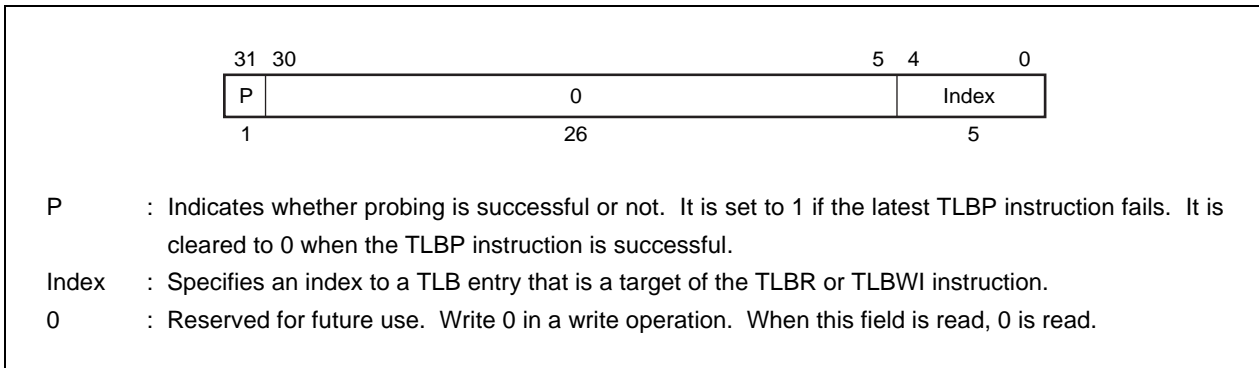 31 30 5 4 0
P 0 Index
1 26 5
P : Indicates whether probing is successful or not. It is set to 1 if the latest TLBP instruction fails. It is
cleared to 0 when the TLBP instruction is successful.
Index : Specifies an index to a TLB entry that is a target of the TLBR or TLBWI instruction.
0 : Reserved for future use. Write 0 in a write operation. When this field is read, 0 is read.